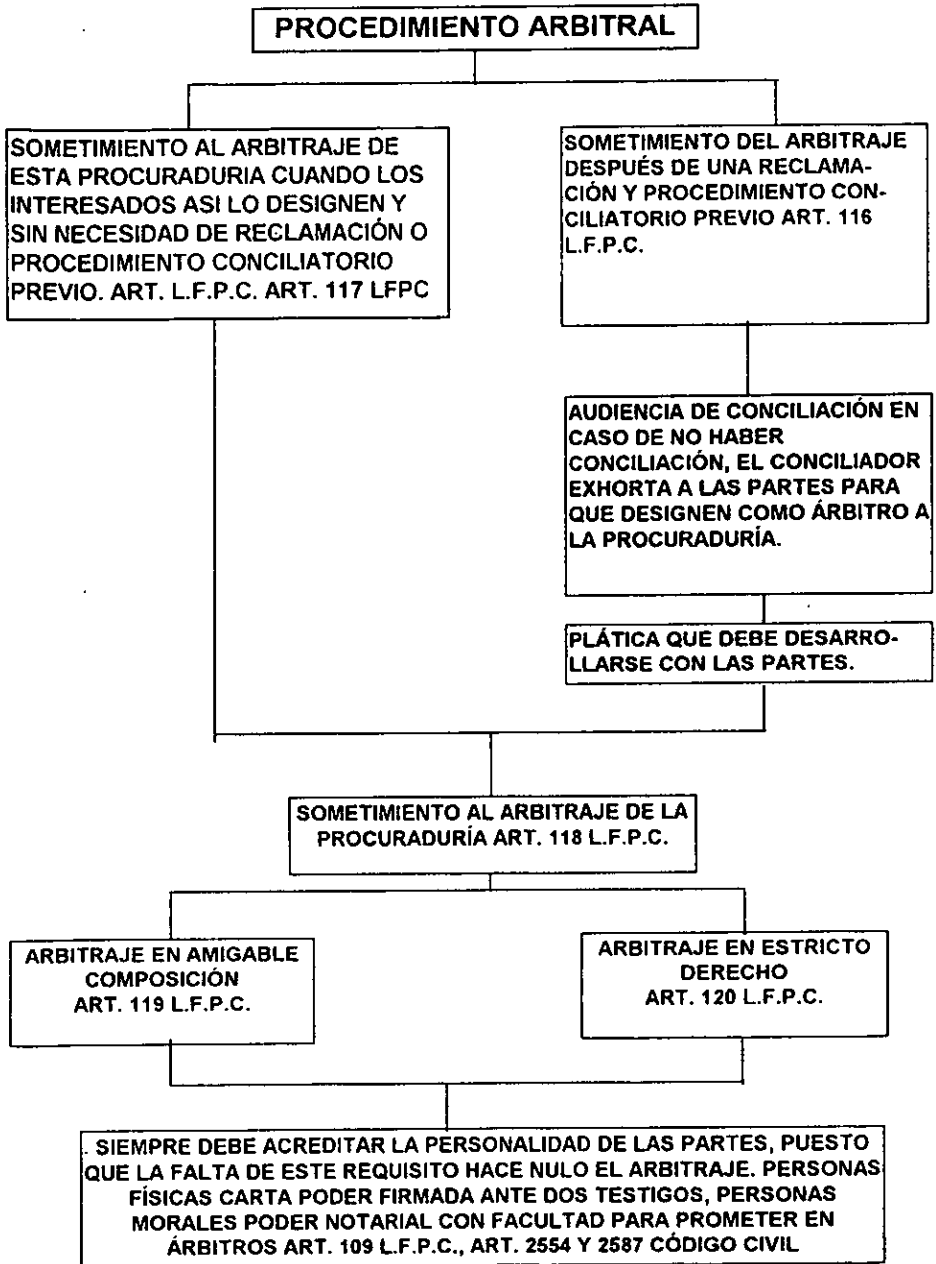 PROCEDIMIENTO ARBITRAL
SOMETIMIENTO AL ARBITRAJE DE
ESTA PROCURADURIA CUANDO LOS
INTERESADOS ASI LO DESIGNEN Y
SIN NECESIDAD DE RECLAMACIÓN O
PROCEDIMIENTO CONCILIATORIO
PREVIO. ART. L.F.P.C. ART. 117 LFPC
SOMETIMIENTO DEL ARBITRAJE
DESPUÉS DE UNA RECLAMA-
CIÓN Y PROCEDIMIENTO CON-
CILIATORIO PREVIO ART. 116
L.F.P.C.
AUDIENCIA DE CONCILIACIÓN EN
CASO DE NO HABER
CONCILIACIÓN, EL CONCILIADOR
EXHORTA A LAS PARTES PARA
QUE DESIGNEN COMO ÁRBITRO A
LA PROCURADURÍA.
PLÁTICA QUE DEBE DESARRO-
LLARSE CON LAS PARTES.
SOMETIMIENTO AL ARBITRAJE DE LA
PROCURADURÍA ART. 118 L.F.P.C.
ARBITRAJE EN AMIGABLE
COMPOSICIÓN
ART. 119 L.F.P.C.
ARBITRAJE EN ESTRICTO
DERECHO
ART. 120 L.F.P.C.
SIEMPRE DEBE ACREDITAR LA PERSONALIDAD DE LAS PARTES, PUESTO
QUE LA FALTA DE ESTE REQUISITO HACE NULO EL ARBITRAJE. PERSONAS
FÍSICAS CARTA PODER FIRMADA ANTE DOS TESTIGOS, PERSONAS
MORALES PODER NOTARIAL CON FACULTAD PARA PROMETER EN
ÁRBITROS ART. 109 L.F.P.C., ART. 2554 Y 2587 CÓDIGO CIVIL